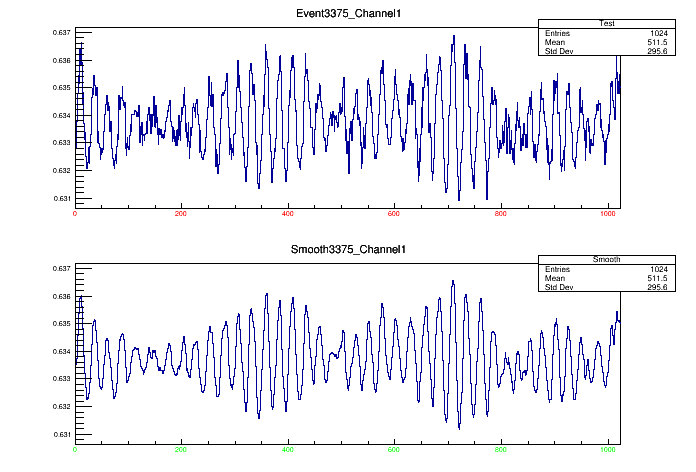 Event3375_Channel1
Test
Entries 1024
Mean 511.5
Std Dev 295.6
0.637
0.636
0.635
0.634
0.633
0.632
0.631
0 200 400 600 800 1000
Smooth3375_Channel1
Smooth
Entries 1024
Mean 511.5
Std Dev 295.6
0.637
0.636
0.635
0.634
0.633
0.632
0.631
0 200 400 600 800 1000